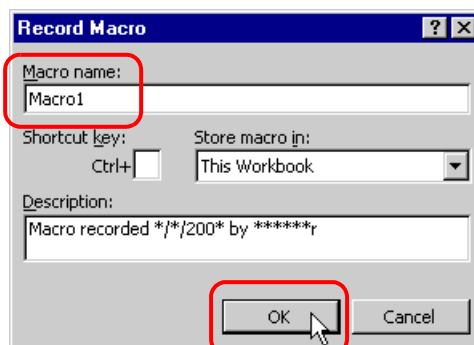 Record Macro
Macro name:
Macro1
Shortcut key: Store macro in:
Ctrl+ This Workbook
Description:
Macro recorded */*/200* by ******r
OK Cancel